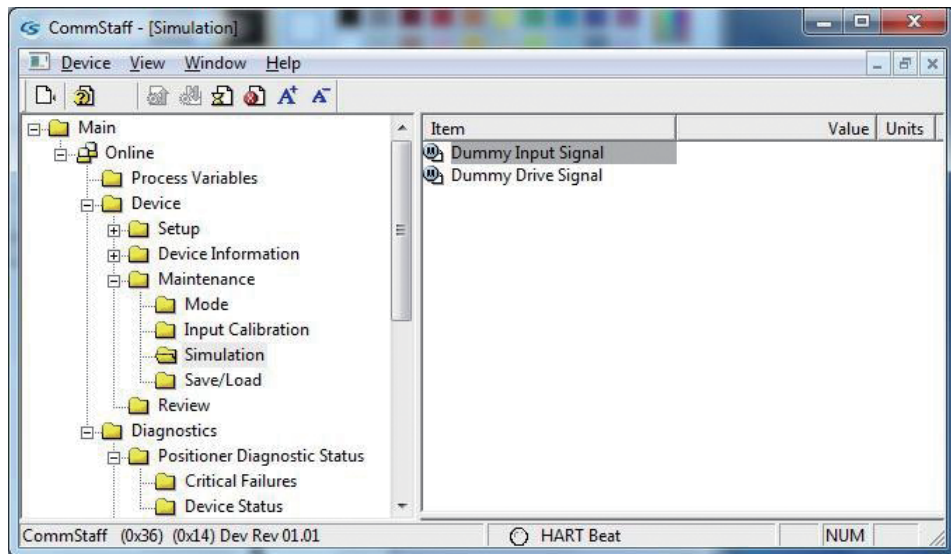 CommStaff - [Simulation]
Device View Window Help
Main
Online
Process Variables
Device
Setup
Device Information
Maintenance
Mode
Input Calibration
Simulation
Save/Load
Review
Diagnostics
Positioner Diagnostic Status
Critical Failures
Device Status
Item Value Units
Dummy Input Signal
Dummy Drive Signal
CommStaff (0x36) (0x14) Dev Rev 01.01 HART Beat NUM